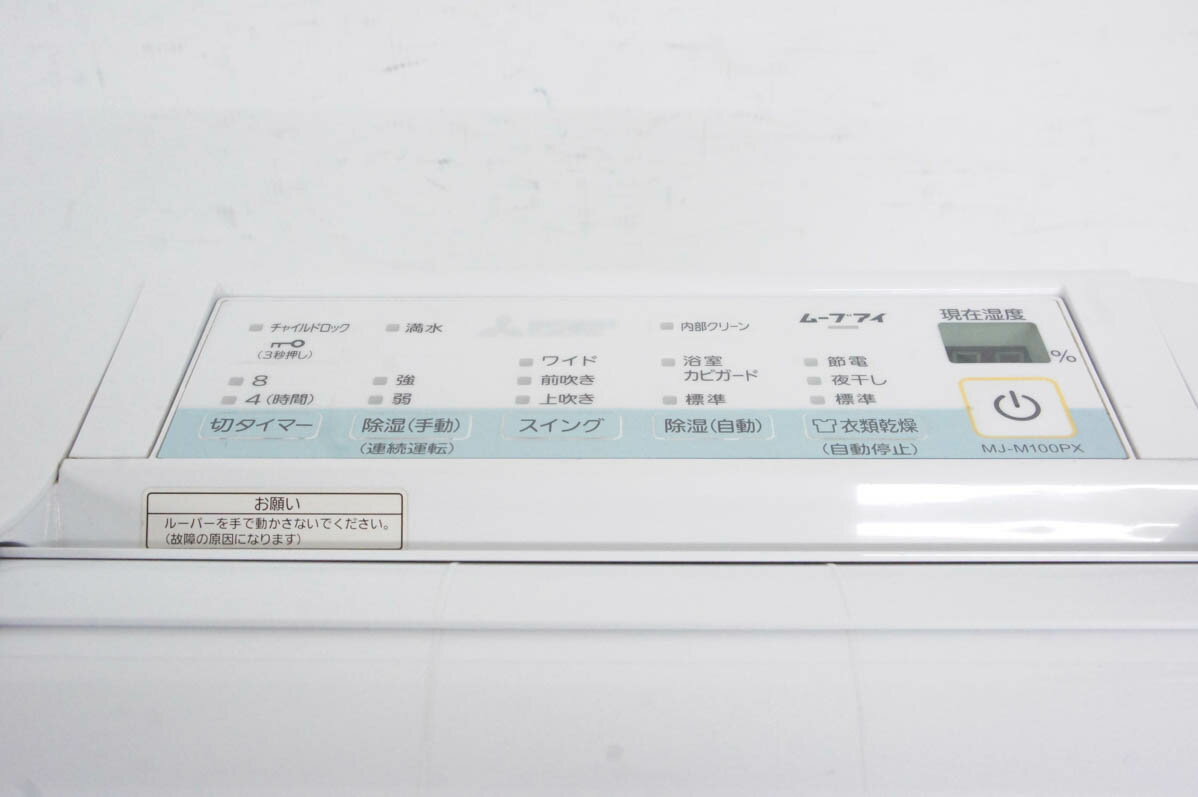 チャイルドロック
(3秒押し)
8
4(時間)
切タイマー
満水
強
弱
除湿(手動)
(連続運転)
ワイド
前吹き
上吹き
スイング
内部クリーン
浴室
カビガード
標準
除湿(自動)
ムーブアイ
節電
夜干し
標準
衣類乾燥
(自動停止)
現在湿度
%
MJ-M100PX
お願い
ルーバーを手で動かさないでください。
(故障の原因になります)